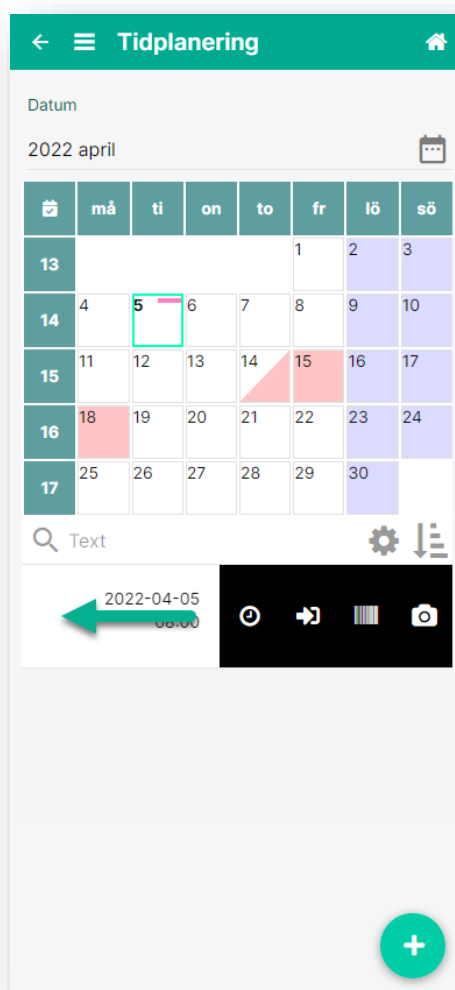 Tidplanering
Datum
2022 april
må ti on to fr lö sö
13 1 2 3
14 4 5 6 7 8 9 10
15 11 12 13 14 15 16 17
16 18 19 20 21 22 23 24
17 25 26 27 28 29 30
Text
2022-04-05
08:00